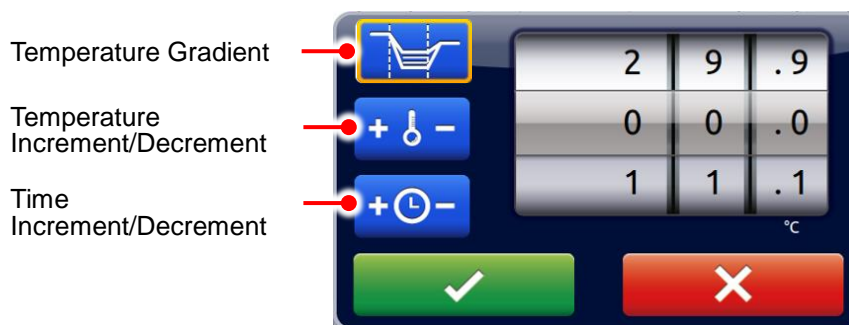 Temperature Gradient
Temperature
Increment/Decrement
Time
Increment/Decrement
2 9 .9
0 0 .0
1 1 .1
°C
+ -
+ -